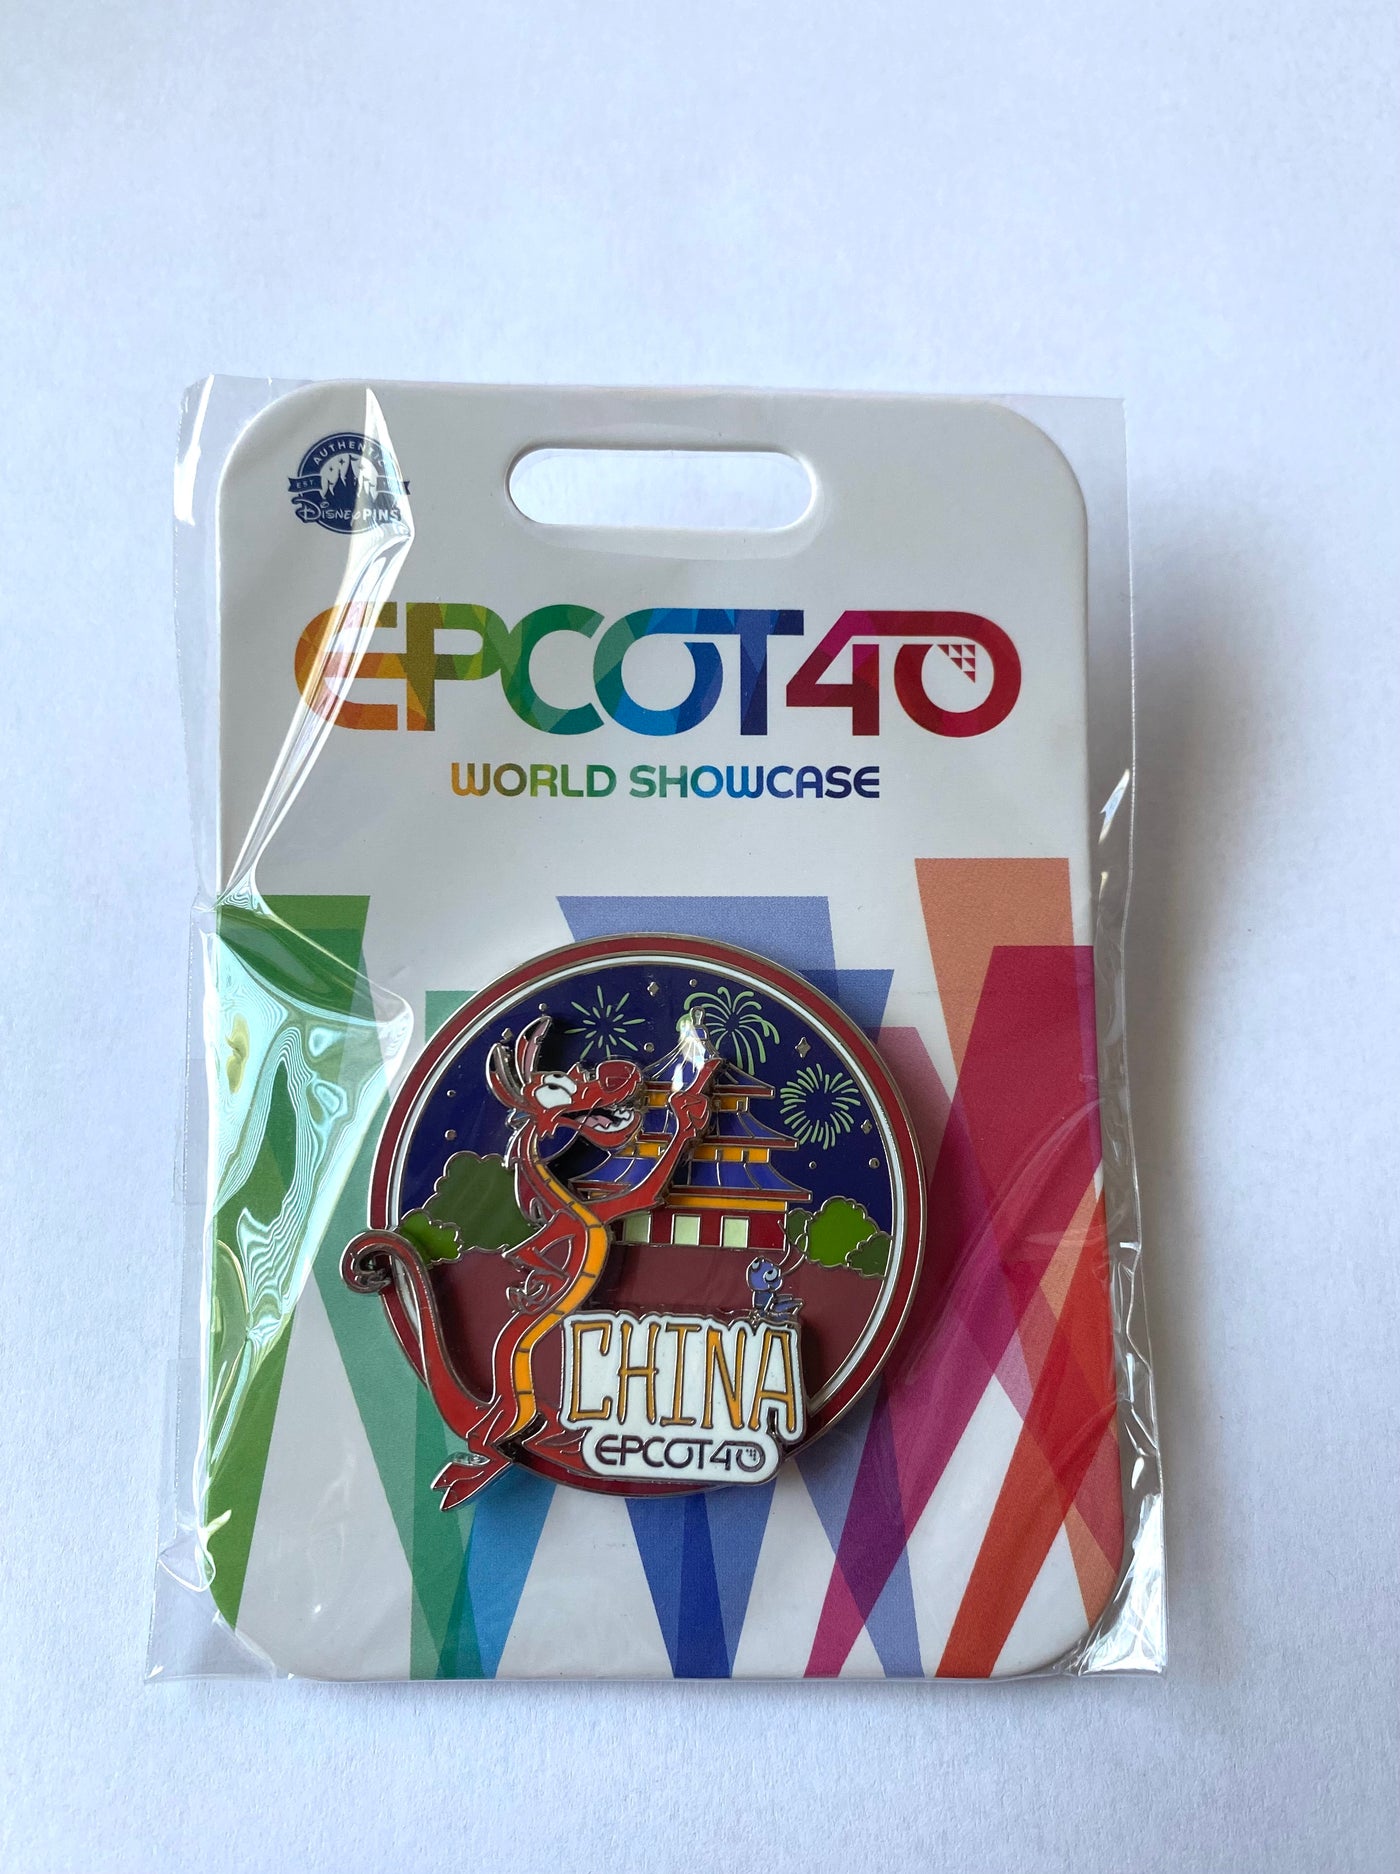 AUTHENTIC
EST.
DISNEY PINS
EPCOT40
WORLD SHOWCASE
CHINA
EPCOT40